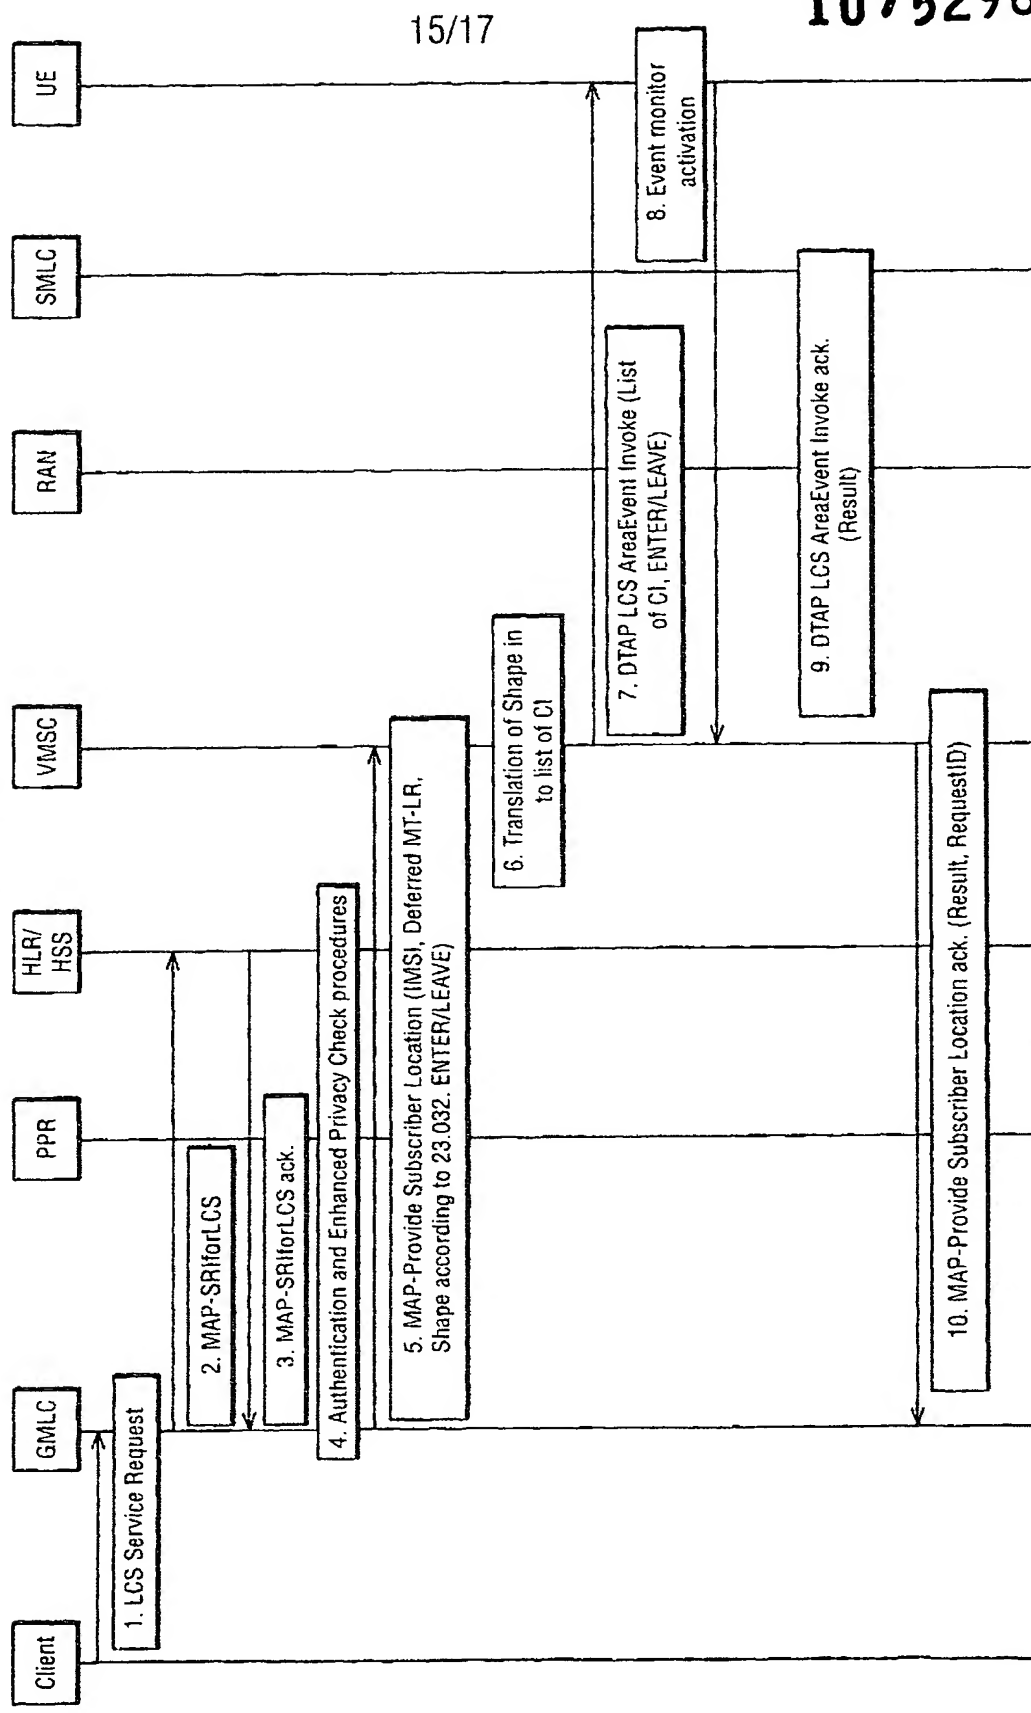 15/17
Client
GMLC
PPR
HLR/
HSS
VMSC
RAN
SMLC
UE
1. LCS Service Request
2. MAP-SRIforLCS
3. MAP-SRIforLCS ack.
4. Authentication and Enhanced Privacy Check procedures
5. MAP-Provide Subscriber Location (IMSI, Deferred MT-LR,
Shape according to 23.032. ENTER/LEAVE)
6. Translation of Shape in
to list of CI
7. DTAP LCS AreaEvent Invoke (List
of CI, ENTER/LEAVE)
8. Event monitor
activation
9. DTAP LCS AreaEvent Invoke ack.
(Result)
10. MAP-Provide Subscriber Location ack. (Result, RequestID)